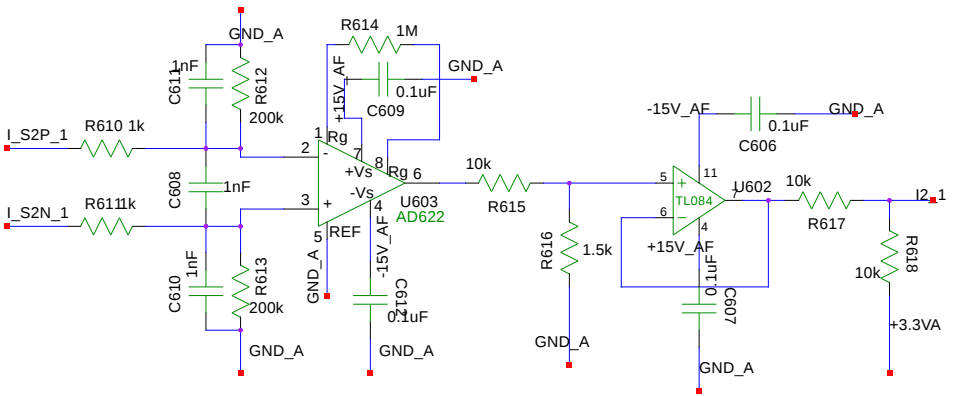 GND_A
R614
1M
1nF
C611
R612
+15V_AF
GND_A
0.1uF
C609
200k
I_S2P_1
R610 1k
1
Rg
2
-
7
8
Rg
6
+Vs
-Vs
C608
1nF
3
+
4
U603
AD622
I_S2N_1
R611
1k
5
REF
1nF
C610
R613
200k
GND_A
-15V_AF
C612
0.1uF
GND_A
GND_A
10k
R615
R616
1.5k
GND_A
-15V_AF
C606
0.1uF
GND_A
5
+
11
TL084
7
U602
6
-
4
+15V_AF
0.1uF
C607
GND_A
10k
R617
I2_1
R618
10k
+3.3VA